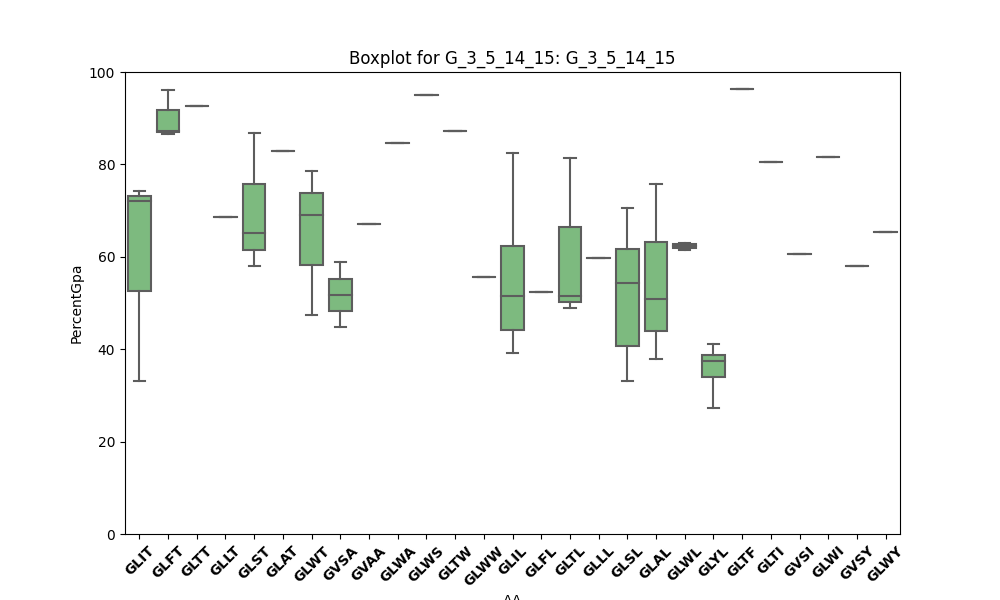 Boxplot for G_3_5_14_15: G_3_5_14_15
100
80
60
40
20
0
PercentGpa
GLIT GLFT GLTT GLLT GLST GLAT GLWT GVSA GVAA GLWA GLWS GLTW GLWW GLIL GLFL GLTL GLLL GLSL GLAL GLWL GLYL GLTF GLTI GVSI GLWI GVSY GLWY
AA